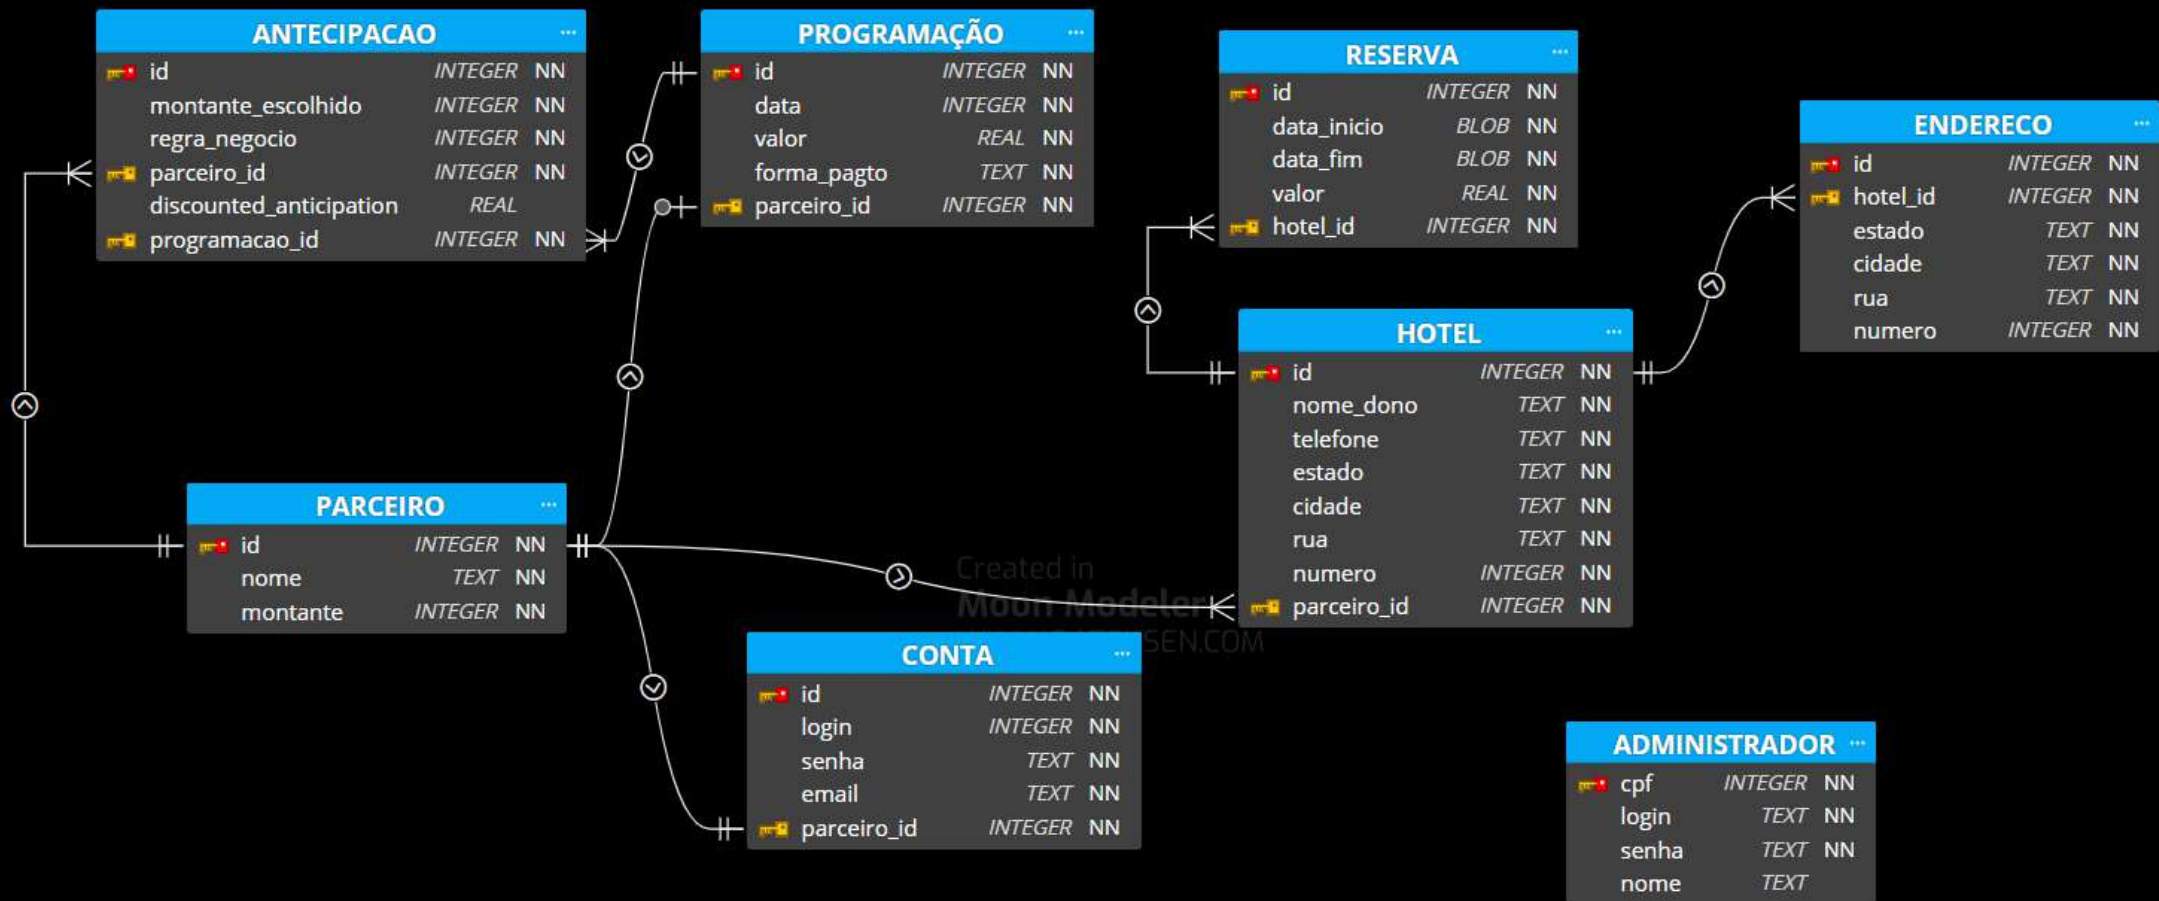 ANTECIPACAO ...
id INTEGER NN
montante_escolhido INTEGER NN
regra_negocio INTEGER NN
parceiro_id INTEGER NN
discounted_anticipation REAL
programacao_id INTEGER NN
PROGRAMAÇÃO ...
id INTEGER NN
data INTEGER NN
valor REAL NN
forma_pagto TEXT NN
parceiro_id INTEGER NN
RESERVA ...
id INTEGER NN
data_inicio BLOB NN
data_fim BLOB NN
valor REAL NN
hotel_id INTEGER NN
ENDERECO ...
id INTEGER NN
hotel_id INTEGER NN
estado TEXT NN
cidade TEXT NN
rua TEXT NN
numero INTEGER NN
HOTEL ...
id INTEGER NN
nome_dono TEXT NN
telefone TEXT NN
estado TEXT NN
cidade TEXT NN
rua TEXT NN
numero INTEGER NN
parceiro_id INTEGER NN
PARCEIRO ...
id INTEGER NN
nome TEXT NN
montante INTEGER NN
Created in
Moon Modeler
SEN.COM
CONTA ...
id INTEGER NN
login INTEGER NN
senha TEXT NN
email TEXT NN
parceiro_id INTEGER NN
ADMINISTRADOR ...
cpf INTEGER NN
login TEXT NN
senha TEXT NN
nome TEXT